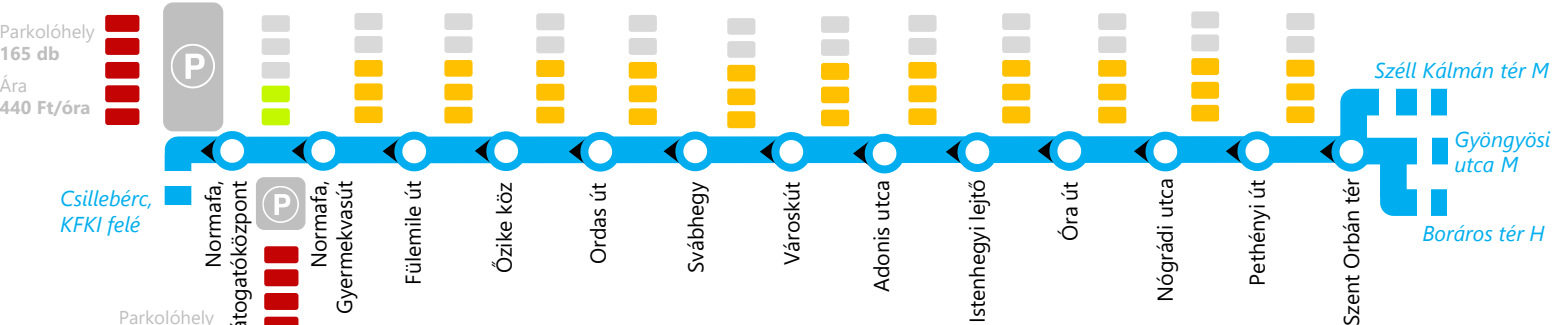 Parkolóhely
165 db
Ára
440 Ft/óra
P
Széll Kálmán tér M
Gyöngyösi
utca M
Boráros tér H
Csillebérc,
KFKI felé
Normafa,
P
Normafa,
Gyermekvasút
Fülemile út
Őzike köz
Ordas út
Svábhegy
Városkút
Adonis utca
Istenhegyi lejtő
Óra út
Nógrádi utca
Pethényi út
Szent Orbán tér
Parkolóhely